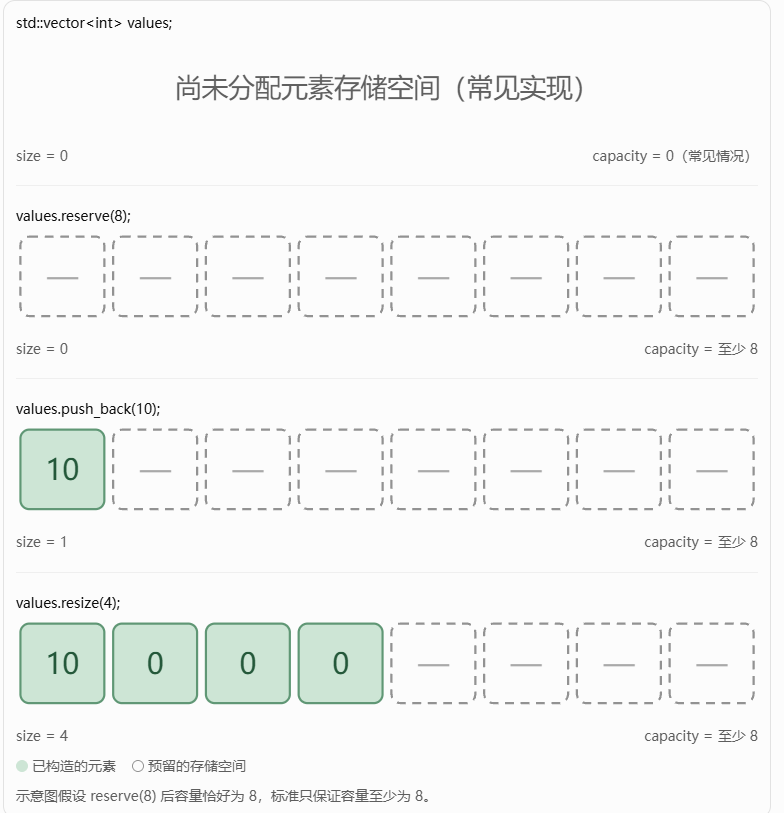 std::vector<int> values;
尚未分配元素存储空间（常见实现）
size = 0
capacity = 0（常见情况）
values.reserve(8);
— — — — — — — —
size = 0
capacity = 至少 8
values.push_back(10);
10 — — — — — — —
size = 1
capacity = 至少 8
values.resize(4);
10 0 0 0 — — — —
size = 4
capacity = 至少 8
已构造的元素 预留的存储空间
示意图假设 reserve(8) 后容量恰好为 8，标准只保证容量至少为 8。